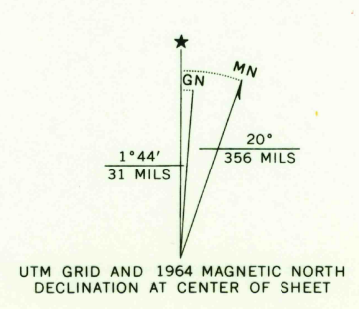 ★
MN
GN
1°44'
31 MILS
20°
356 MILS
UTM GRID AND 1964 MAGNETIC NORTH
DECLINATION AT CENTER OF SHEET